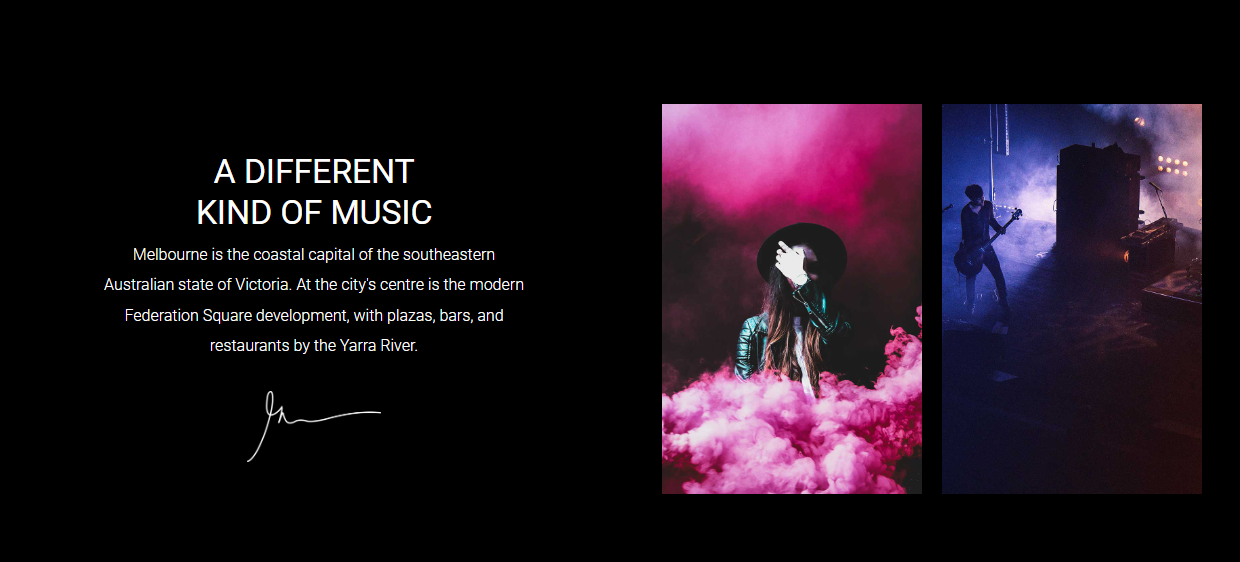 A DIFFERENT
KIND OF MUSIC
Melbourne is the coastal capital of the southeastern
Australian state of Victoria. At the city's centre is the modern
Federation Square development, with plazas, bars, and
restaurants by the Yarra River.